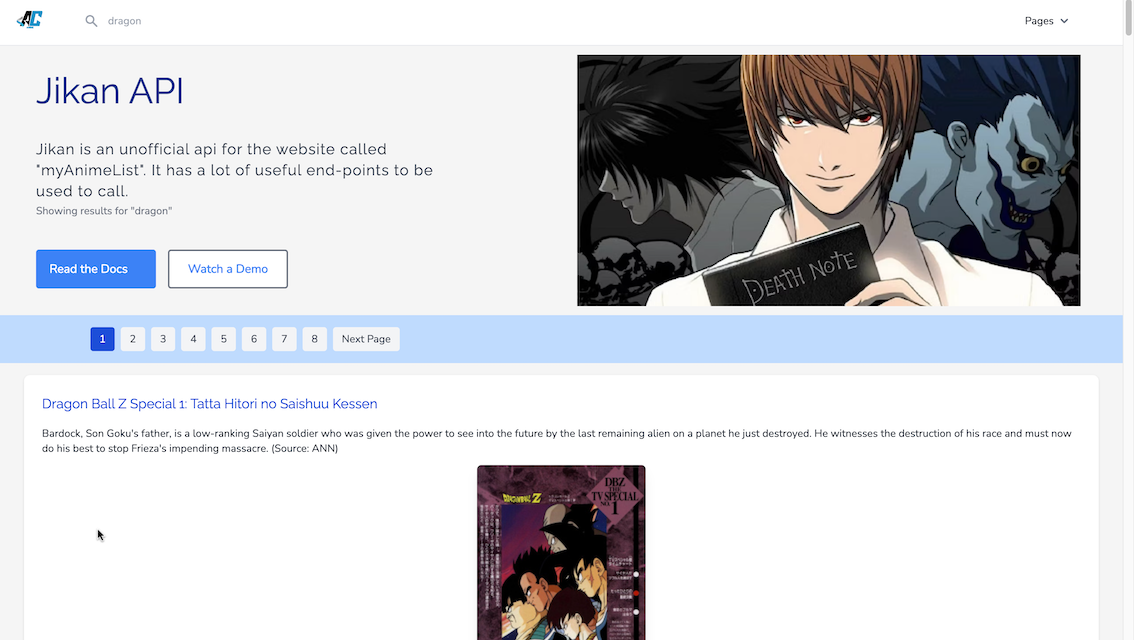 AC
dragon
Pages
Jikan API
Jikan is an unofficial api for the website called
"myAnimeList". It has a lot of useful end-points to be
used to call.
Showing results for "dragon"
Read the Docs
Watch a Demo
DEATH NOTE
1
2
3
4
5
6
7
8
Next Page
Dragon Ball Z Special 1: Tatta Hitori no Saishuu Kessen
Bardock, Son Goku's father, is a low-ranking Saiyan soldier who was given the power to see into the future by the last remaining alien on a planet he just destroyed. He witnesses the destruction of his race and must now
do his best to stop Frieza's impending massacre. (Source: ANN)
DRAGONBALL Z
DBZ
THE
TV SPECIAL
NO. 1